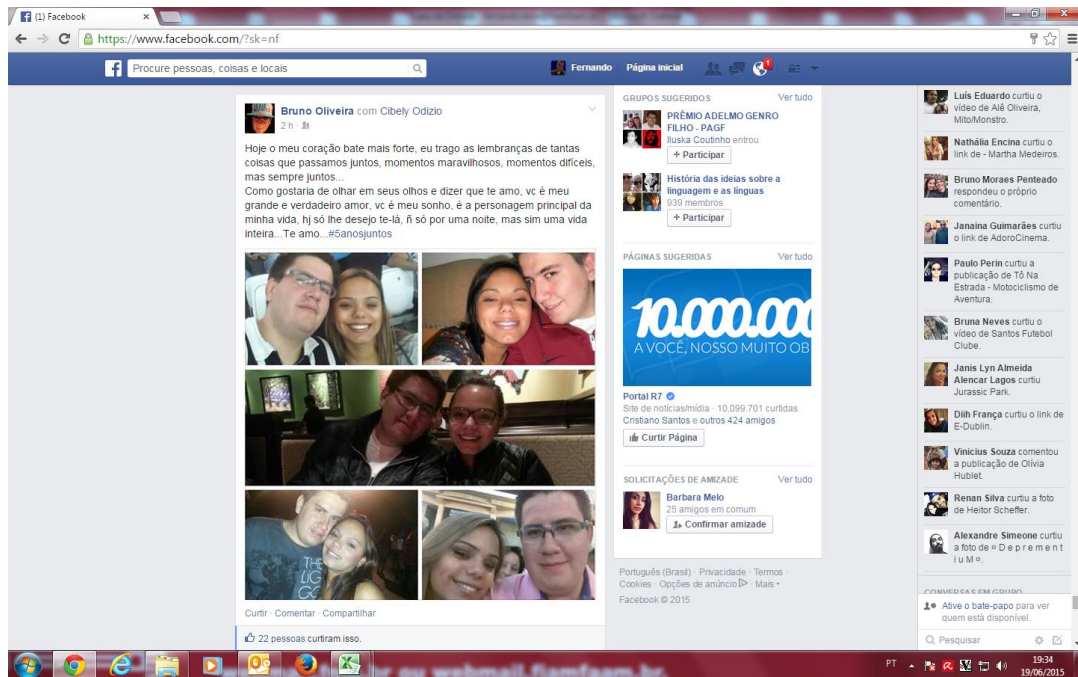 (1) Facebook
https://www.facebook.com/?sk=nf
Procure pessoas, coisas e locais
Fernando
Página inicial
1
Bruno Oliveira com Cibely Odizio
2 h
Hoje o meu coração bate mais forte, eu trago as lembranças de tantas
coisas que passamos juntos, momentos maravilhosos, momentos difíceis,
mas sempre juntos...
Como gostaria de olhar em seus olhos e dizer que te amo, vc é meu
grande e verdadeiro amor, vc é meu sonho, é a personagem principal da
minha vida, hj só lhe desejo te-lá, ñ só por uma noite, mas sim uma vida
inteira...Te amo...#5anosjuntos
THE
Curtir · Comentar · Compartilhar
22 pessoas curtiram isso.
GRUPOS SUGERIDOS
Ver tudo
PRÊMIO ADELMO GENRO
FILHO - PAGF
Iluska Coutinho entrou
+ Participar
História das ideias sobre a
linguagem e as línguas
939 membros
+ Participar
PÁGINAS SUGERIDAS
Ver tudo
10.000.000
A VOCÊ, NOSSO MUITO OB
Portal R7
Site de notícias/mídia · 10.099.701 curtidas
Cristiano Santos e outros 424 amigos
Curtir Página
SOLICITAÇÕES DE AMIZADE
Ver tudo
Barbara Melo
25 amigos em comum
Confirmar amizade
Português (Brasil) · Privacidade · Termos ·
Cookies · Opções de anúncio · Mais
Facebook © 2015
Luís Eduardo curtiu o
vídeo de Alê Oliveira,
Mito/Monstro.
Nathália Encina curtiu o
link de - Martha Medeiros.
Bruno Moraes Penteado
respondeu o próprio
comentário.
Janaina Guimarães curtiu
o link de AdoroCinema.
Paulo Perin curtiu a
publicação de Tô Na
Estrada - Motociclismo de
Aventura.
Bruna Neves curtiu o
vídeo de Santos Futebol
Clube.
Janis Lyn Almeida
Alencar Lagos curtiu
Jurassic Park.
Diih França curtiu o link de
E-Dublin.
Vinicius Souza comentou
a publicação de Olívia
Hublet.
Renan Silva curtiu a foto
de Heitor Scheffer.
Alexandre Simeone curtiu
a foto de ¤ D e p r e m e n t
i u M ¤.
CONVERSAS EM GRUPO
Ative o bate-papo para ver
quem está disponível.
Pesquisar
PT
19:34
19/06/2015